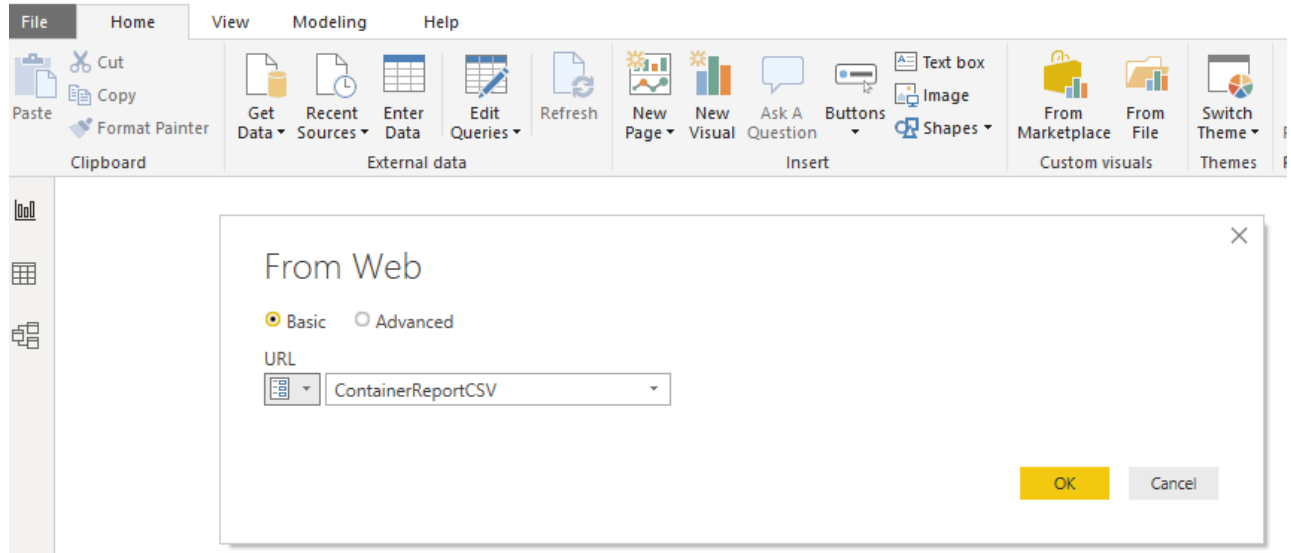 File Home View Modeling Help
Cut
Copy
Format Painter
Paste
Clipboard
Get Data
Recent Sources
Enter Data
Edit Queries
Refresh
External data
New Page
New Visual
Ask A Question
Buttons
Text box
Image
Shapes
Insert
From Marketplace
From File
Custom visuals
Switch Theme
Themes
From Web
Basic Advanced
URL
ContainerReportCSV
OK Cancel